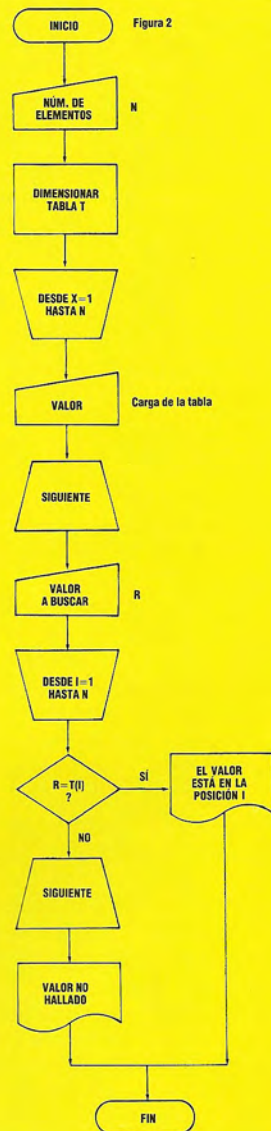 INICIO
Figura 2
NÚM. DE
ELEMENTOS
N
DIMENSIONAR
TABLA T
DESDE X=1
HASTA N
VALOR
Carga de la tabla
SIGUIENTE
VALOR
A BUSCAR
R
DESDE I=1
HASTA N
R=T(I)
?
SÍ
EL VALOR
ESTÁ EN LA
POSICIÓN I
NO
SIGUIENTE
VALOR NO
HALLADO
FIN